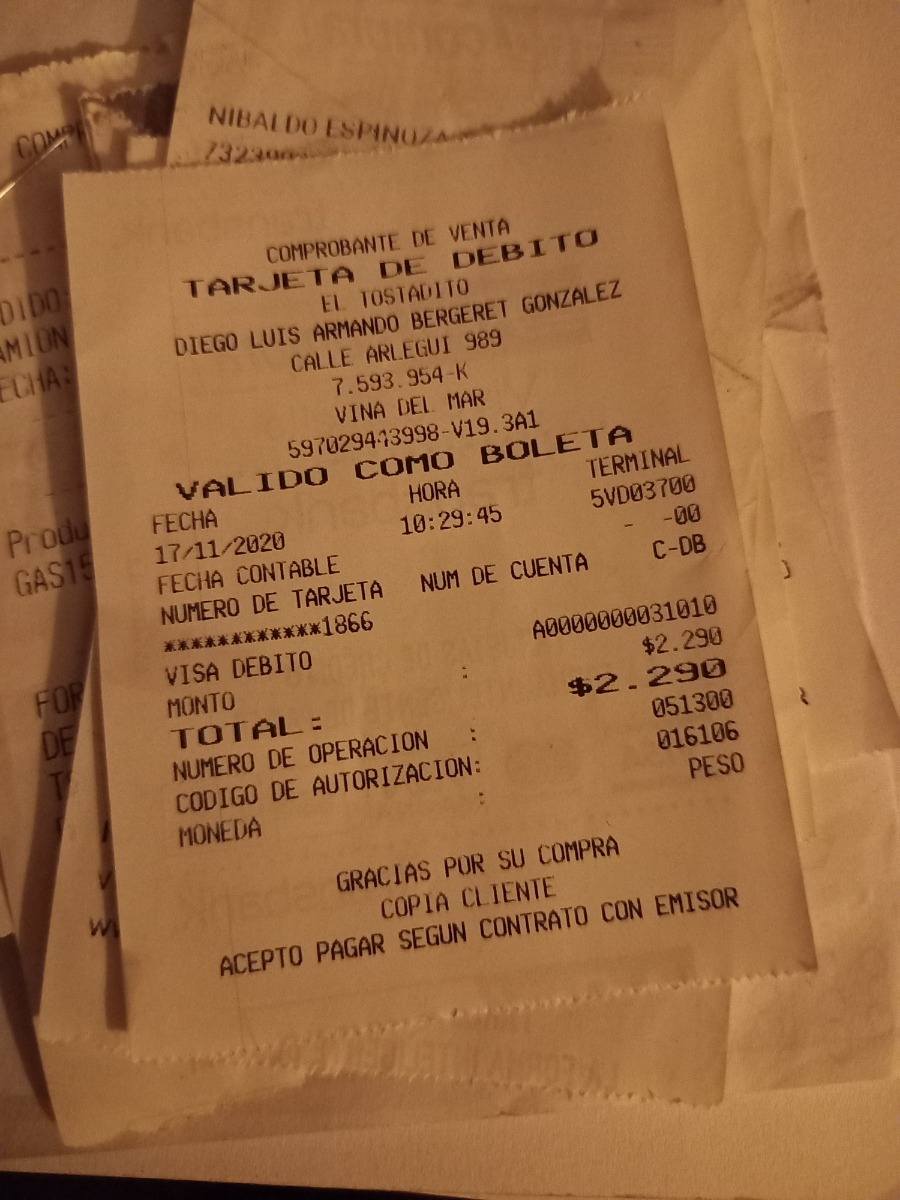 NIBALDO ESPINOZA
COMPROBANTE DE VENTA
TARJETA DE DEBITO
EL TOSTADITO
DIEGO LUIS ARMANDO BERGERET GONZALEZ
CALLE ARLEGUI 989
7.593.954-K
VINA DEL MAR
597029443998-V19.3A1
VALIDO COMO BOLETA
FECHA HORA TERMINAL
17/11/2020 10:29:45 5VD03700
FECHA CONTABLE - -00
NUMERO DE TARJETA NUM DE CUENTA C-DB
************1866
VISA DEBITO A0000000031010
MONTO : $2.290
TOTAL: $2.290
NUMERO DE OPERACION : 051300
CODIGO DE AUTORIZACION: 016106
MONEDA : PESO
GRACIAS POR SU COMPRA
COPIA CLIENTE
ACEPTO PAGAR SEGUN CONTRATO CON EMISOR